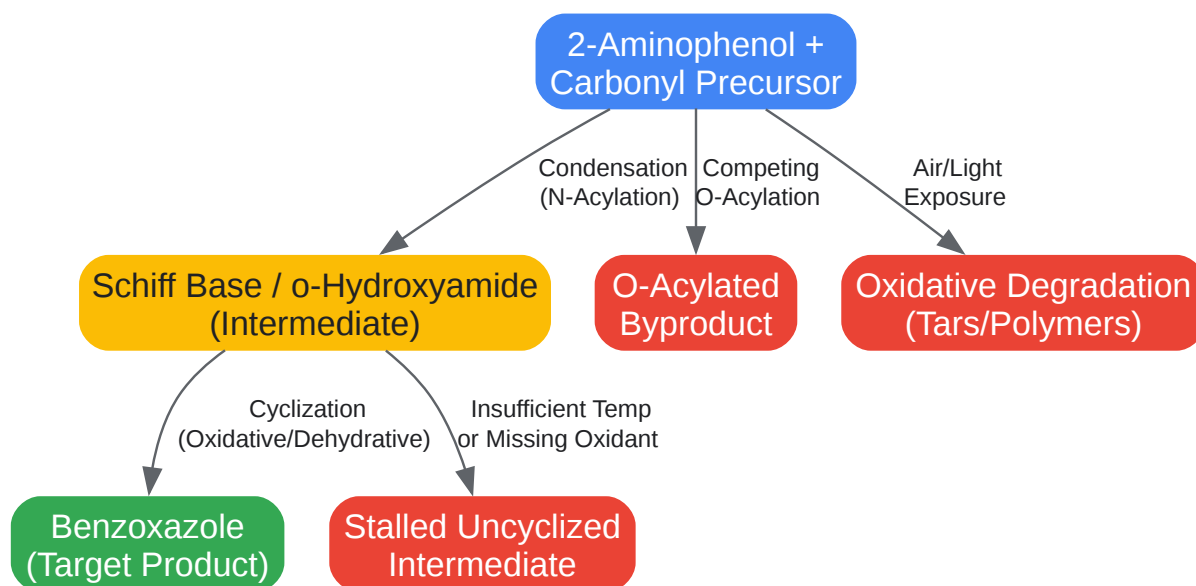 2-Aminophenol +
Carbonyl Precursor
Condensation
(N-Acylation)
Competing
O-Acylation
Air/Light
Exposure
Schiff Base / o-Hydroxyamide
(Intermediate)
O-Acylated
Byproduct
Oxidative Degradation
(Tars/Polymers)
Cyclization
(Oxidative/Dehydrative)
Insufficient Temp
or Missing Oxidant
Benzoxazole
(Target Product)
Stalled Uncyclized
Intermediate